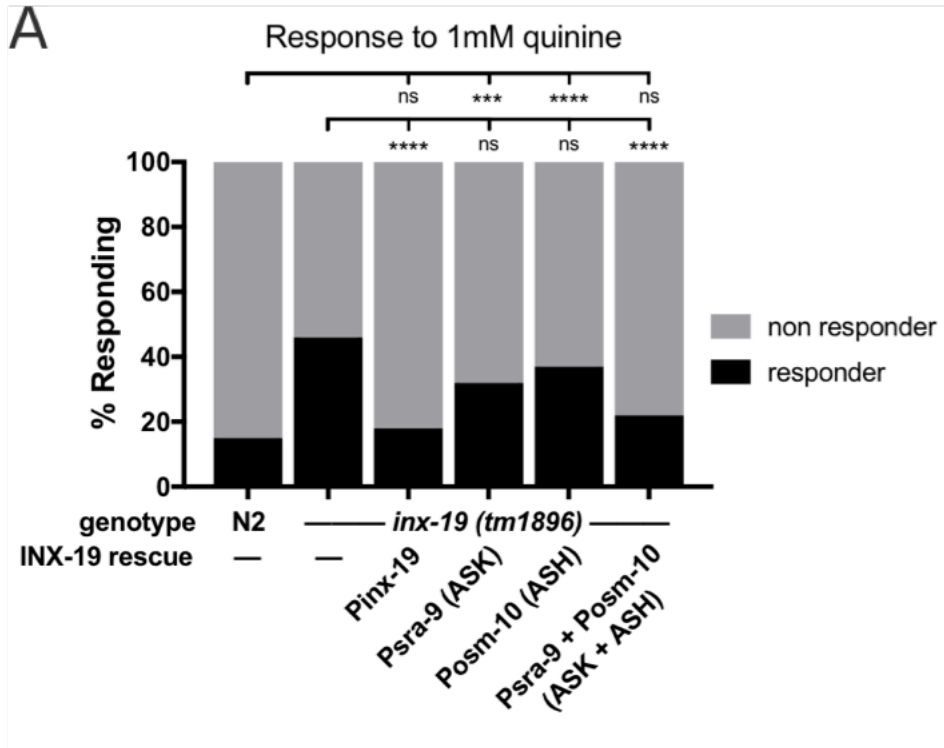 A
Response to 1mM quinine
ns *** **** ns
**** ns ns ****
100
80
60
40
20
0
% Responding
non responder
responder
genotype N2 inx-19 (tm1896)
INX-19 rescue — —
Pinx-19
Psra-9 (ASK)
Posm-10 (ASH)
Psra-9 + Posm-10
(ASK + ASH)